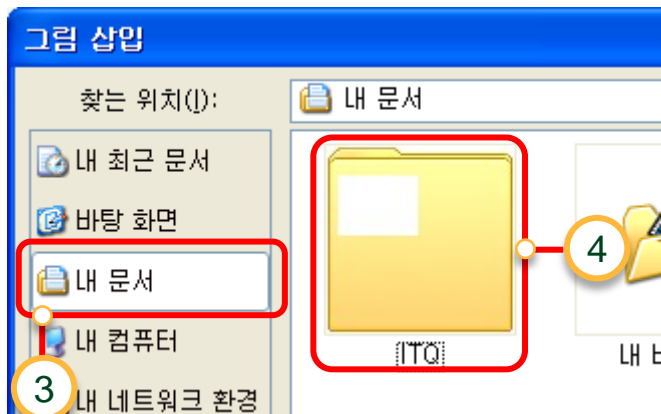 그림 삽입
찾는 위치(I):
내 문서
내 최근 문서
바탕 화면
내 문서
내 컴퓨터
내 네트워크 환경
ITQ
내
3
4